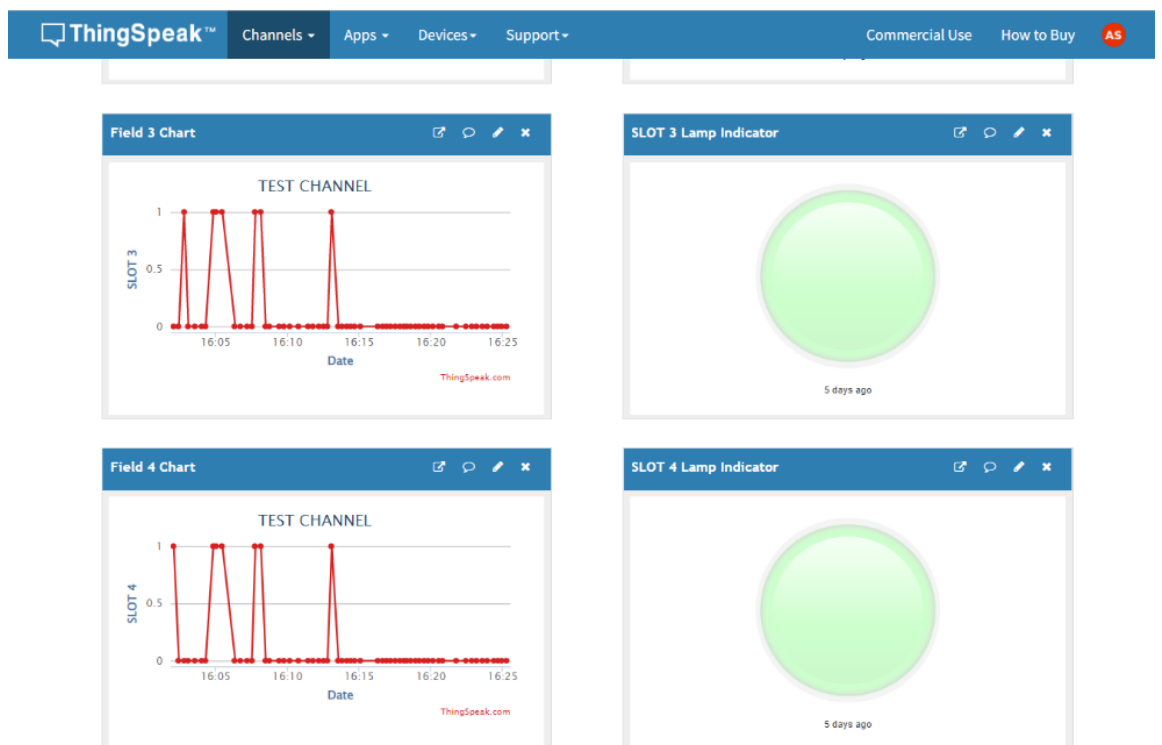 ThingSpeak™ Channels Apps Devices Support Commercial Use How to Buy AS
Field 3 Chart
TEST CHANNEL
SLOT 3
1
0.5
0
16:05 16:10 16:15 16:20 16:25
Date
ThingSpeak.com
SLOT 3 Lamp Indicator
5 days ago
Field 4 Chart
TEST CHANNEL
SLOT 4
1
0.5
0
16:05 16:10 16:15 16:20 16:25
Date
ThingSpeak.com
SLOT 4 Lamp Indicator
5 days ago